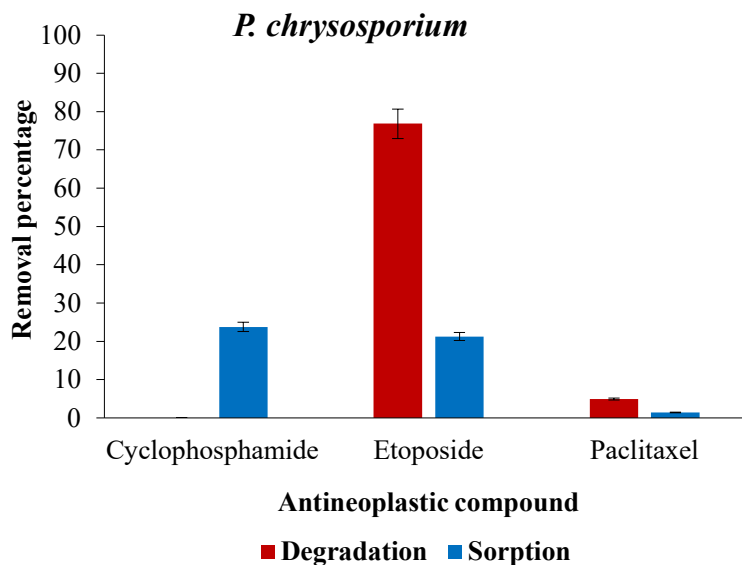 P. chrysosporium
100
90
80
70
60
50
40
30
20
10
0
Removal percentage
Cyclophosphamide Etoposide Paclitaxel
Antineoplastic compound
Degradation Sorption